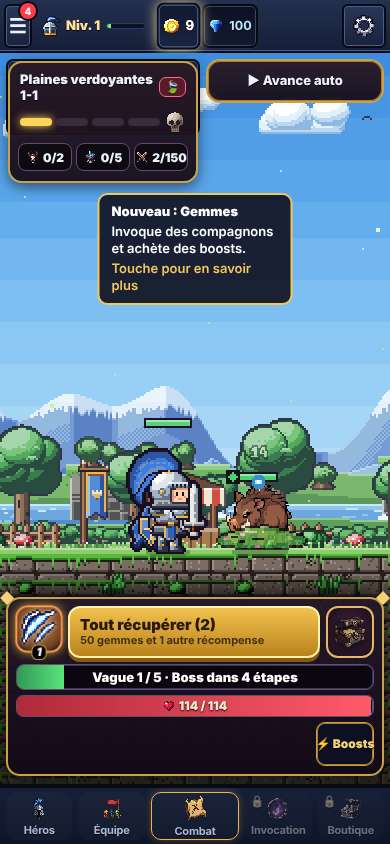 4
Niv. 1
9
100
Plaines verdoyantes
1-1
▶ Avance auto
0/2
0/5
2/150
Nouveau : Gemmes
Invoque des compagnons
et achète des boosts.
Touche pour en savoir
plus
14
Tout récupérer (2)
50 gemmes et 1 autre récompense
1
Vague 1 / 5 · Boss dans 4 étapes
114 / 114
⚡ Boosts
Héros
Équipe
Combat
Invocation
Boutique